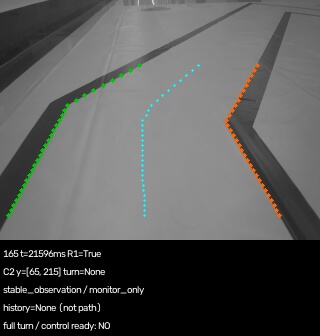 165 t=21596ms R1=True
C2 y=[65, 215] turn=None
stable_observation / monitor_only
history=None (not path)
full turn / control ready: NO